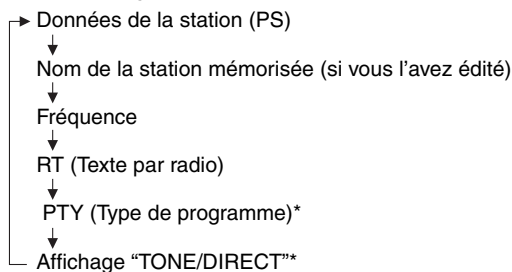 Données de la station (PS)
Nom de la station mémorisée (si vous l'avez édité)
Fréquence
RT (Texte par radio)
PTY (Type de programme)*
Affichage “TONE/DIRECT”*